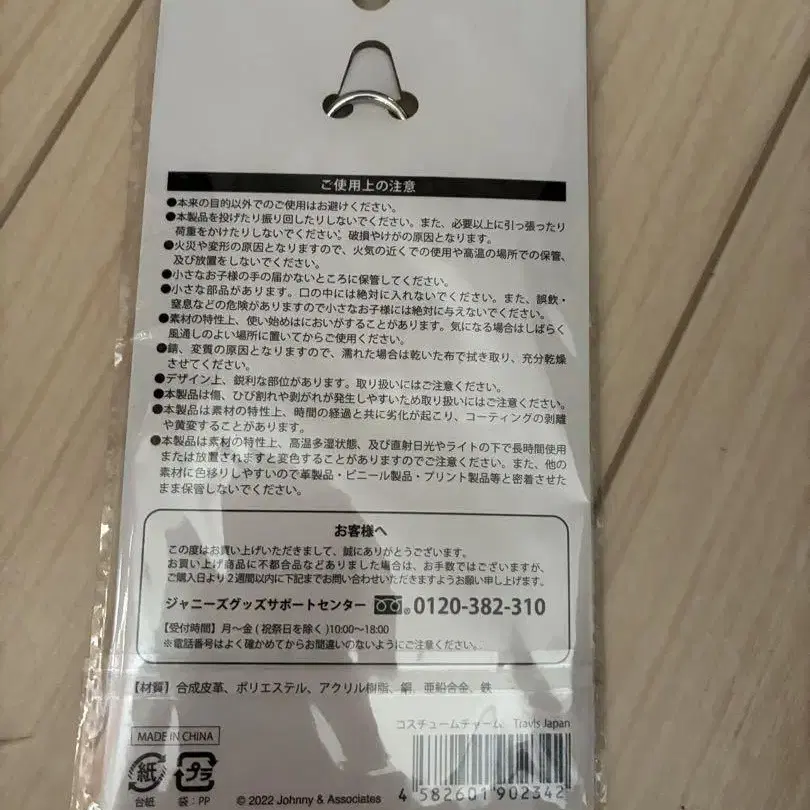 ご使用上の注意
●本来の目的以外でのご使用はお避けください。
●本製品を投げたり振り回したりしないでください。また、必要以上に引っ張ったり
荷重をかけたりしないでください。破損やけがの原因となります。
●火災や変形の原因となりますので、火気の近くでの使用や高温の場所での保管、
及び放置をしないでください。
●小さなお子様の手の届かないところに保管してください。
●小さな部品があります。口の中には絶対に入れないでください。また、誤飲・
窒息などの危険がありますので小さなお子様には絶対に与えないでください。
●素材の特性上、使い始めはにおいがすることがあります。気になる場合はしばらく
風通しのよい場所に置いてからご使用ください。
●錆、変質の原因となりますので、濡れた場合は乾いた布で拭き取り、充分乾燥
させてください。
●デザイン上、鋭利な部位があります。取り扱いにはご注意ください。
●本製品は傷、ひび割れや剥がれが発生しやすいため取り扱いにはご注意ください。
●本製品は素材の特性上、時間の経過と共に劣化が起こり、コーティングの剥離
や黄変することがあります。
●本製品は素材の特性上、高温多湿状態、及び直射日光やライトの下で長時間使用
または放置されますと変色することがありますのでご注意ください。また、他の
素材に色移りしやすいので革製品・ビニール製品・プリント製品等と密着させた
まま保管しないでください。
お客様へ
この度はお買い上げいただきまして、誠にありがとうございます。
お買い上げ商品に不都合品などありました場合は、お手数ではございますが、
ご購入日より2週間以内に下記までお問い合わせいただきますようお願い申し上げます。
ジャニーズグッズサポートセンター ®0120-382-310
【受付時間】月〜金(祝祭日を除く)10:00〜18:00
※電話番号はよく確かめてからお間違いのないようにご注意ください。
【材質】合成皮革、ポリエステル、アクリル樹脂、銅、亜鉛合金、鉄
コスチュームチャーム Travis Japan
MADE IN CHINA
紙 プラ
台紙 袋:PP
© 2022 Johnny & Associates
4 582601 902342